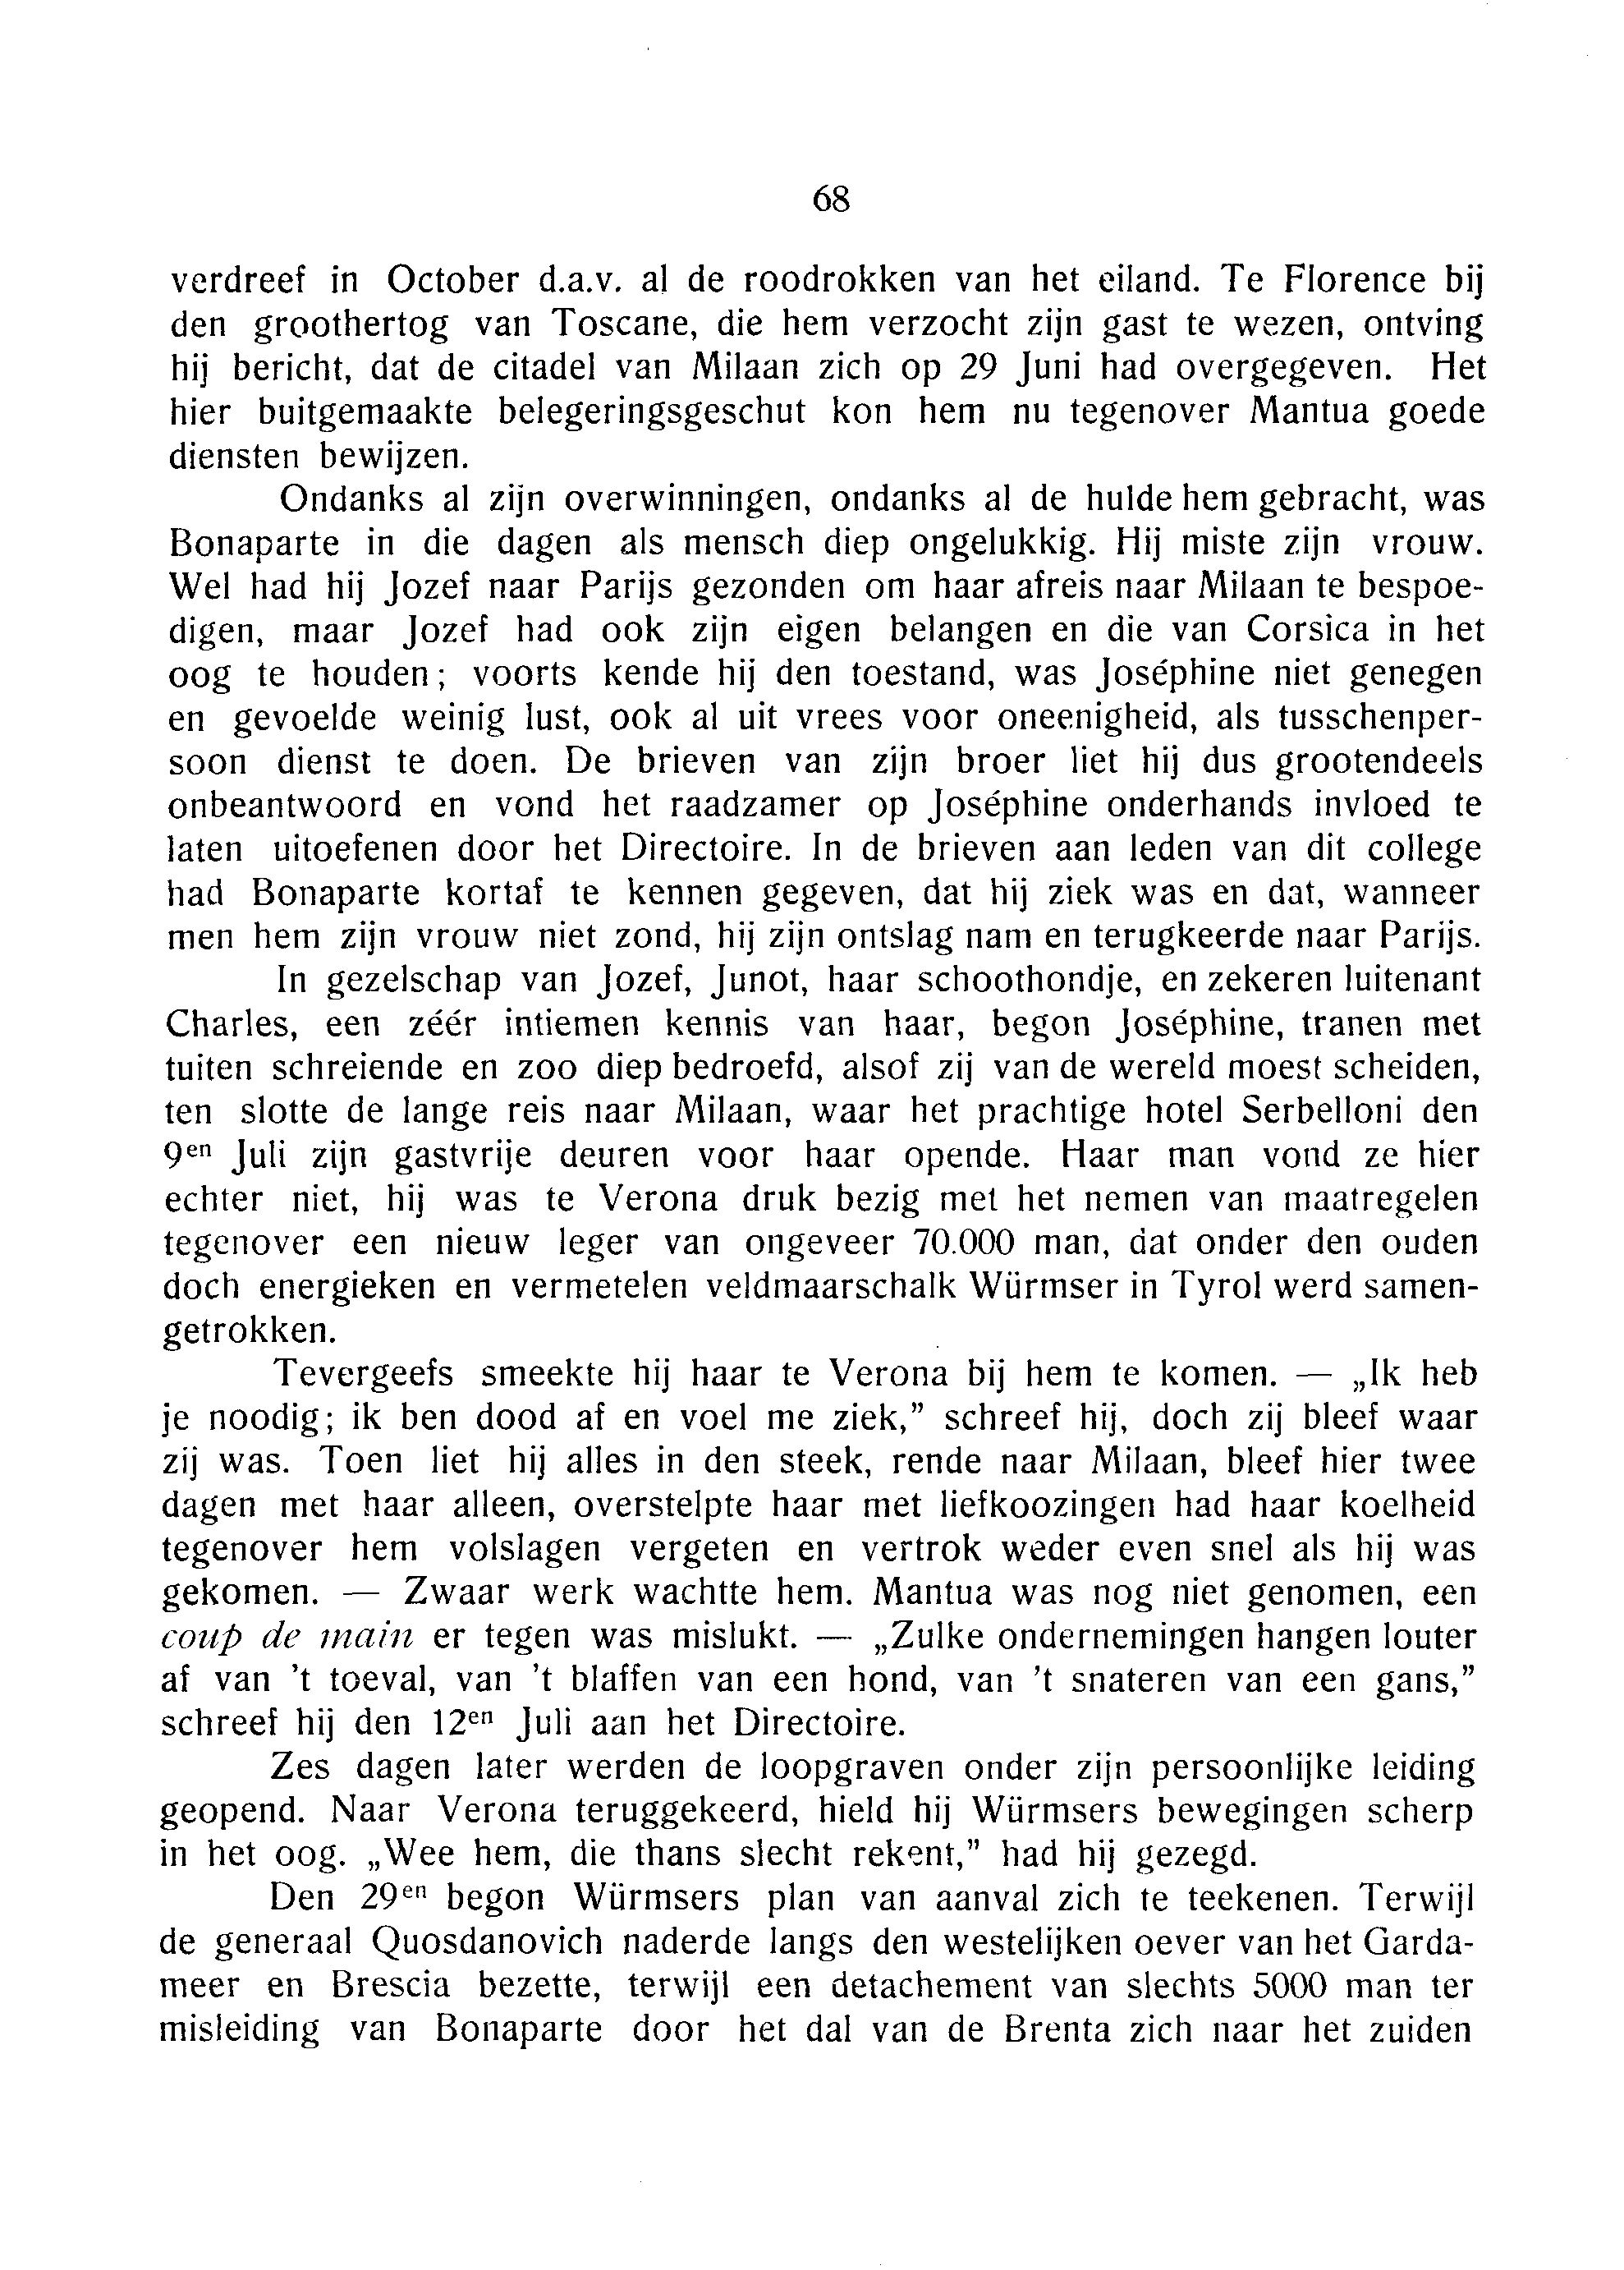 68
verdreef in October d.a.v. al de roodrokken van het eiland. Te Florence bij
den groothertog van Toscane, die hem verzocht zijn gast te wezen, ontving
hij bericht, dat de citadel van Milaan zich op 29 Juni had overgegeven. Het
hier buitgemaakte belegeringsgeschut kon hem nu tegenover Mantua goede
diensten bewijzen.
Ondanks al zijn overwinningen, ondanks al de hulde hem gebracht, was
Bonaparte in die dagen als mensch diep ongelukkig. Hij miste zijn vrouw.
Wel had hij Jozef naar Parijs gezonden om haar afreis naar Milaan te bespoe-
digen, maar Jozef had ook zijn eigen belangen en die van Corsica in het
oog te houden; voorts kende hij den toestand, was Joséphine niet genegen
en gevoelde weinig lust, ook al uit vrees voor oneenigheid, als tusschenper-
soon dienst te doen. De brieven van zijn broer liet hij dus grootendeels
onbeantwoord en vond het raadzamer op Joséphine onderhands invloed te
laten uitoefenen door het Directoire. In de brieven aan leden van dit college
had Bonaparte kortaf te kennen gegeven, dat hij ziek was en dat, wanneer
men hem zijn vrouw niet zond, hij zijn ontslag nam en terugkeerde naar Parijs.
In gezelschap van Jozef, Junot, haar schoothondje, en zekeren luitenant
Charles, een zéér intiemen kennis van haar, begon Joséphine, tranen met
tuiten schreiende en zoo diep bedroefd, alsof zij van de wereld moest scheiden,
ten slotte de lange reis naar Milaan, waar het prachtige hotel Serbelloni den
9en Juli zijn gastvrije deuren voor haar opende. Haar man vond ze hier
echter niet, hij was te Verona druk bezig met het nemen van maatregelen
tegenover een nieuw leger van ongeveer 70.000 man, dat onder den ouden
doch energieken en vermetelen veldmaarschalk Würmser in Tyrol werd samen-
getrokken.
Tevergeefs smeekte hij haar te Verona bij hem te komen. — „Ik heb
je noodig; ik ben dood af en voel me ziek,” schreef hij, doch zij bleef waar
zij was. Toen liet hij alles in den steek, rende naar Milaan, bleef hier twee
dagen met haar alleen, overstelpte haar met liefkoozingen had haar koelheid
tegenover hem volslagen vergeten en vertrok weder even snel als hij was
gekomen. — Zwaar werk wachtte hem. Mantua was nog niet genomen, een
coup de main er tegen was mislukt. — „Zulke ondernemingen hangen louter
af van 't toeval, van 't blaffen van een hond, van 't snateren van een gans,”
schreef hij den 12en Juli aan het Directoire.
Zes dagen later werden de loopgraven onder zijn persoonlijke leiding
geopend. Naar Verona teruggekeerd, hield hij Würmsers bewegingen scherp
in het oog. „Wee hem, die thans slecht rekent,” had hij gezegd.
Den 29en begon Würmsers plan van aanval zich te teekenen. Terwijl
de generaal Quosdanovich naderde langs den westelijken oever van het Garda-
meer en Brescia bezette, terwijl een detachement van slechts 5000 man ter
misleiding van Bonaparte door het dal van de Brenta zich naar het zuiden